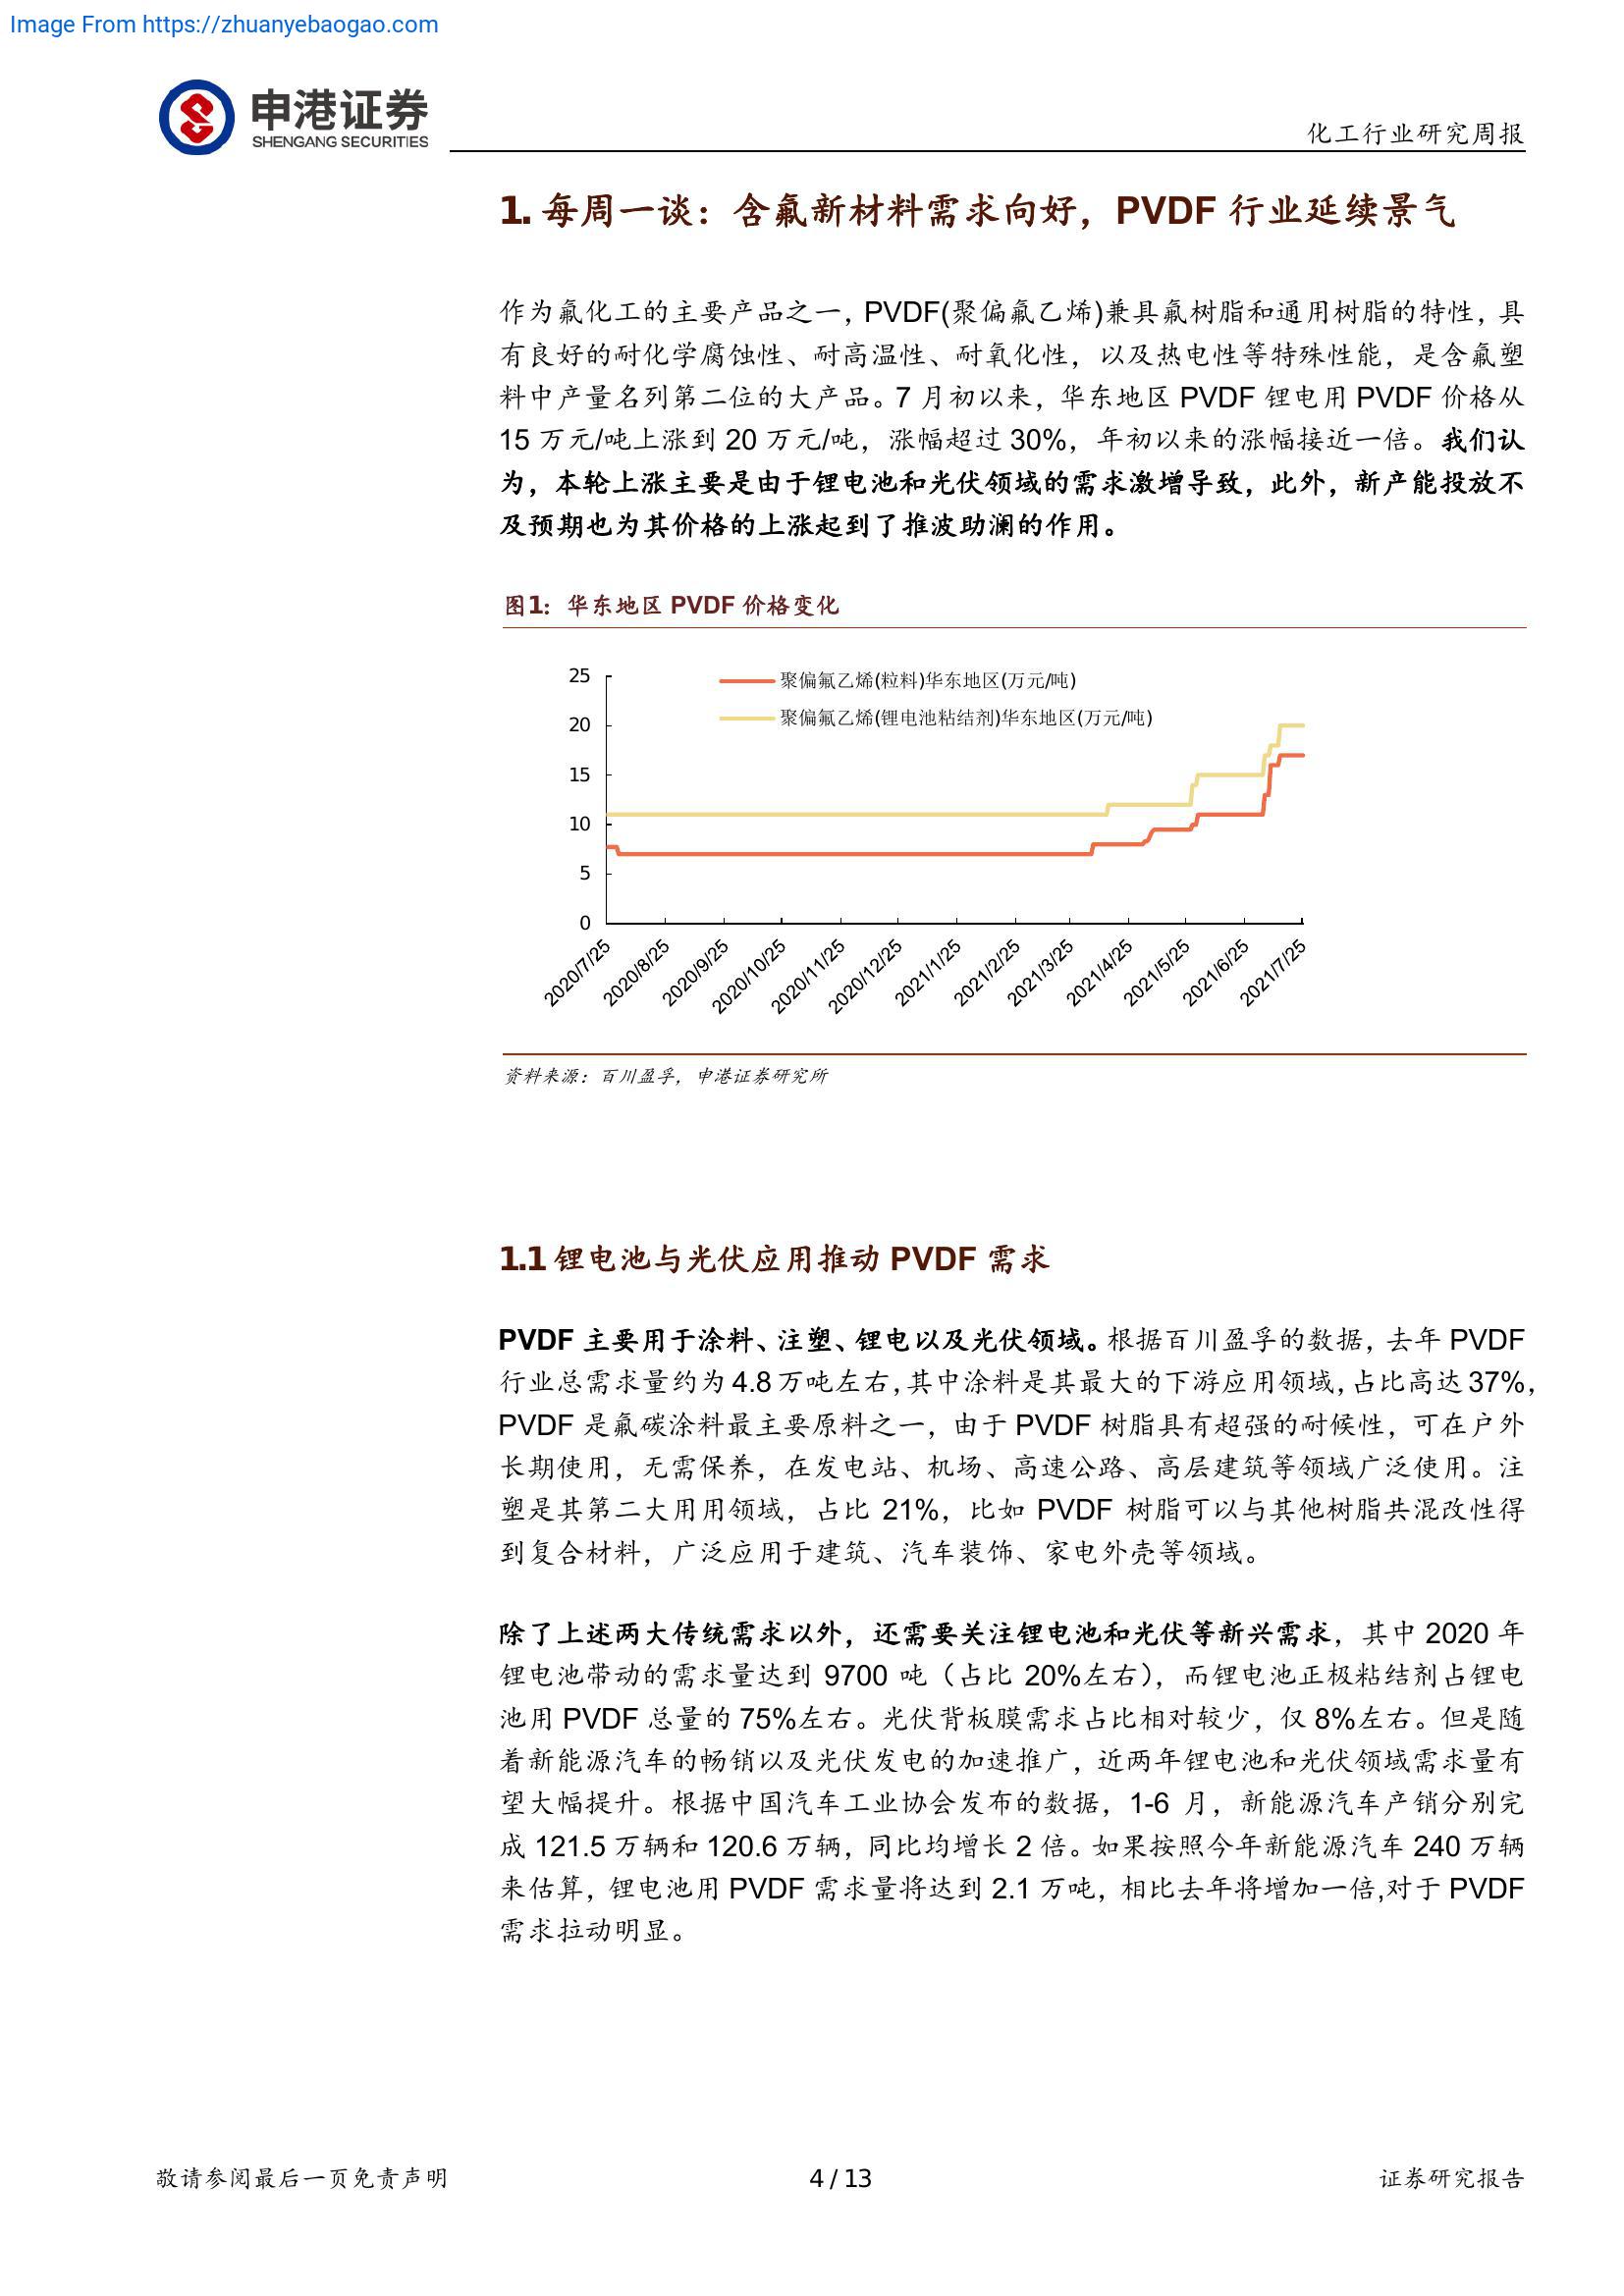 Image From https://zhuanyebaogao.com
申港证券
SHENGANG SECURITIES
化工行业研究周报
1. 每周一谈：含氟新材料需求向好，PVDF 行业延续景气
作为氟化工的主要产品之一，PVDF(聚偏氟乙烯)兼具氟树脂和通用树脂的特性，具
有良好的耐化学腐蚀性、耐高温性、耐氧化性，以及热电性等特殊性能，是含氟塑
料中产量名列第二位的大产品。7 月初以来，华东地区 PVDF 锂电用 PVDF 价格从
15 万元/吨上涨到 20 万元/吨，涨幅超过 30%，年初以来的涨幅接近一倍。我们认
为，本轮上涨主要是由于锂电池和光伏领域的需求激增导致，此外，新产能投放不
及预期也为其价格的上涨起到了推波助澜的作用。
图1：华东地区 PVDF 价格变化
聚偏氟乙烯(粒料)华东地区(万元/吨)
聚偏氟乙烯(锂电池粘结剂)华东地区(万元/吨)
25
20
15
10
5
0
2020/7/25
2020/8/25
2020/9/25
2020/10/25
2020/11/25
2020/12/25
2021/1/25
2021/2/25
2021/3/25
2021/4/25
2021/5/25
2021/6/25
2021/7/25
资料来源：百川盈孚，申港证券研究所
1.1 锂电池与光伏应用推动 PVDF 需求
PVDF 主要用于涂料、注塑、锂电以及光伏领域。根据百川盈孚的数据，去年 PVDF
行业总需求量约为 4.8 万吨左右，其中涂料是其最大的下游应用领域，占比高达 37%，
PVDF 是氟碳涂料最主要原料之一，由于 PVDF 树脂具有超强的耐候性，可在户外
长期使用，无需保养，在发电站、机场、高速公路、高层建筑等领域广泛使用。注
塑是其第二大用用领域，占比 21%，比如 PVDF 树脂可以与其他树脂共混改性得
到复合材料，广泛应用于建筑、汽车装饰、家电外壳等领域。
除了上述两大传统需求以外，还需要关注锂电池和光伏等新兴需求，其中 2020 年
锂电池带动的需求量达到 9700 吨（占比 20%左右），而锂电池正极粘结剂占锂电
池用 PVDF 总量的 75%左右。光伏背板膜需求占比相对较少，仅 8%左右。但是随
着新能源汽车的畅销以及光伏发电的加速推广，近两年锂电池和光伏领域需求量有
望大幅提升。根据中国汽车工业协会发布的数据，1-6 月，新能源汽车产销分别完
成 121.5 万辆和 120.6 万辆，同比均增长 2 倍。如果按照今年新能源汽车 240 万辆
来估算，锂电池用 PVDF 需求量将达到 2.1 万吨，相比去年将增加一倍,对于 PVDF
需求拉动明显。
敬请参阅最后一页免责声明
4 / 13
证券研究报告